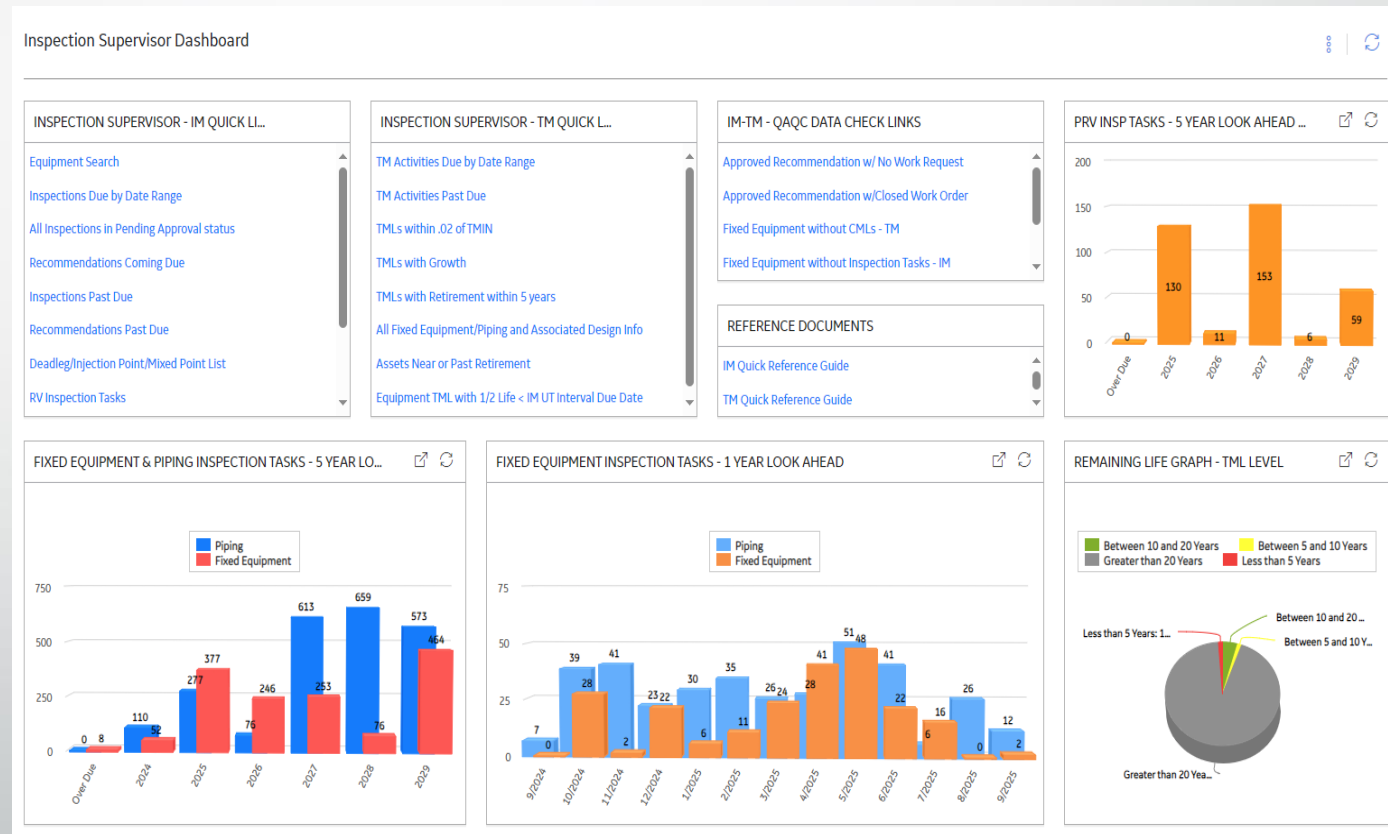 Inspection Supervisor Dashboard
INSPECTION SUPERVISOR - IM QUICK LI...
Equipment Search
Inspections Due by Date Range
All Inspections in Pending Approval status
Recommendations Coming Due
Inspections Past Due
Recommendations Past Due
Deadleg/Injection Point/Mixed Point List
RV Inspection Tasks
INSPECTION SUPERVISOR - TM QUICK L...
TM Activities Due by Date Range
TM Activities Past Due
TMLs within .02 of TMIN
TMLs with Growth
TMLs with Retirement within 5 years
All Fixed Equipment/Piping and Associated Design Info
Assets Near or Past Retirement
Equipment TML with 1/2 Life < IM UT Interval Due Date
IM-TM - QAQC DATA CHECK LINKS
Approved Recommendation w/ No Work Request
Approved Recommendation w/Closed Work Order
Fixed Equipment without CMLs - TM
Fixed Equipment without Inspection Tasks - IM
REFERENCE DOCUMENTS
IM Quick Reference Guide
TM Quick Reference Guide
PRV INSP TASKS - 5 YEAR LOOK AHEAD ...
200
150
100
50
0
0 130 11 153 6 59
Over Due 2025 2026 2027 2028 2029
FIXED EQUIPMENT & PIPING INSPECTION TASKS - 5 YEAR LO...
Piping
Fixed Equipment
750
500
250
0
0 8 110 52 277 377 76 246 613 253 659 76 573 464
Over Due 2024 2025 2026 2027 2028 2029
FIXED EQUIPMENT INSPECTION TASKS - 1 YEAR LOOK AHEAD
Piping
Fixed Equipment
75
50
25
0
7 0 39 28 41 2 23 22 30 6 35 11 26 24 28 41 51 48 41 22 6 16 26 0 12 2
9/2024 10/2024 11/2024 12/2024 1/2025 2/2025 3/2025 4/2025 5/2025 6/2025 7/2025 8/2025 9/2025
REMAINING LIFE GRAPH - TML LEVEL
Between 10 and 20 Years Between 5 and 10 Years
Greater than 20 Years Less than 5 Years
Between 10 and 20 ...
Less than 5 Years: 1...
Between 5 and 10 Y...
Greater than 20 Yea...